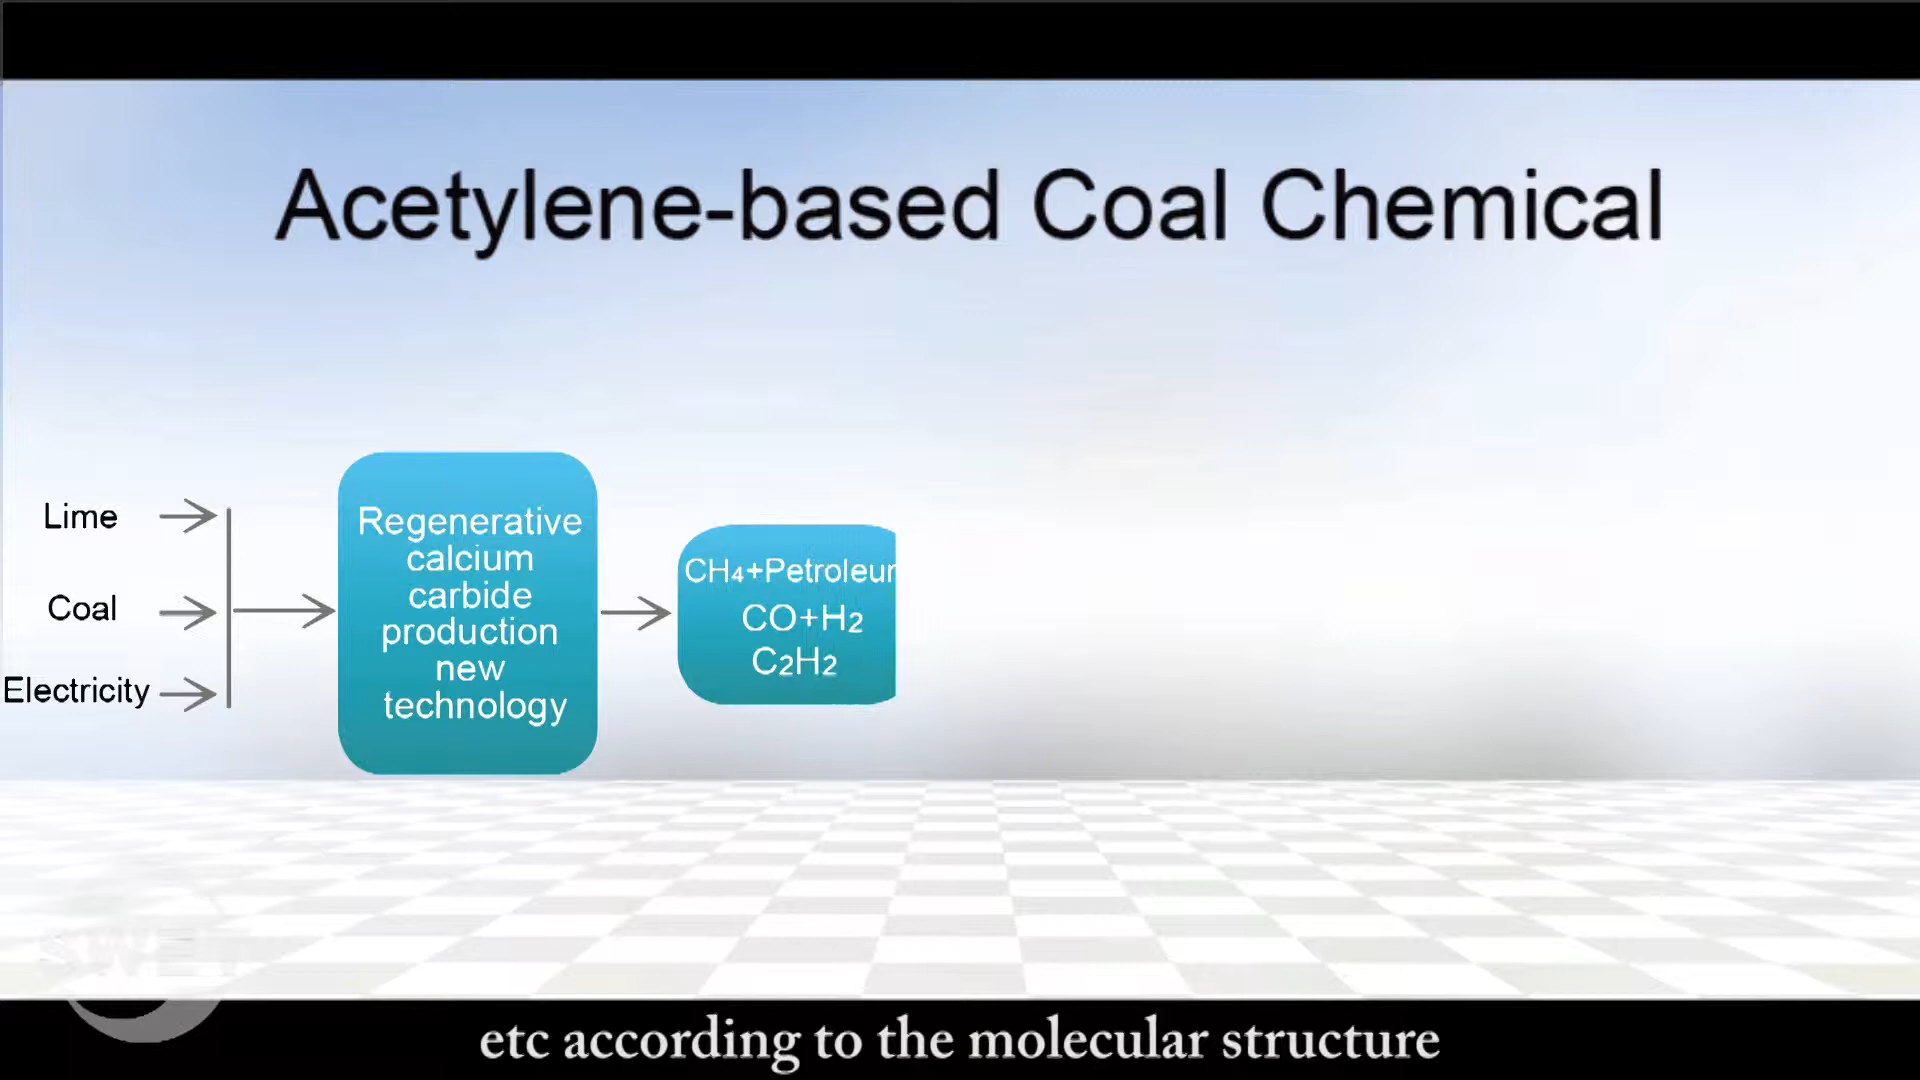 Acetylene-based Coal Chemical
Lime
Coal
Electricity
Regenerative
calcium
carbide
production
new
technology
CH₄+Petroleu
CO+H₂
C₂H₂
etc according to the molecular structure